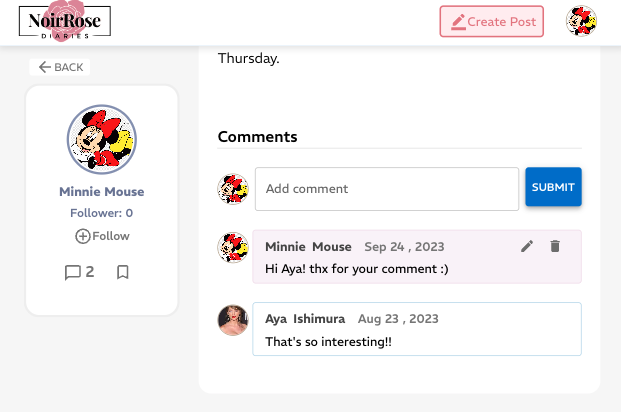 NoirRose
DIARIES
Create Post
BACK
Thursday.
Minnie Mouse
Follower: 0
Follow
2
Comments
Add comment
SUBMIT
Minnie Mouse Sep 24 , 2023
Hi Aya! thx for your comment :)
Aya Ishimura Aug 23 , 2023
That's so interesting!!